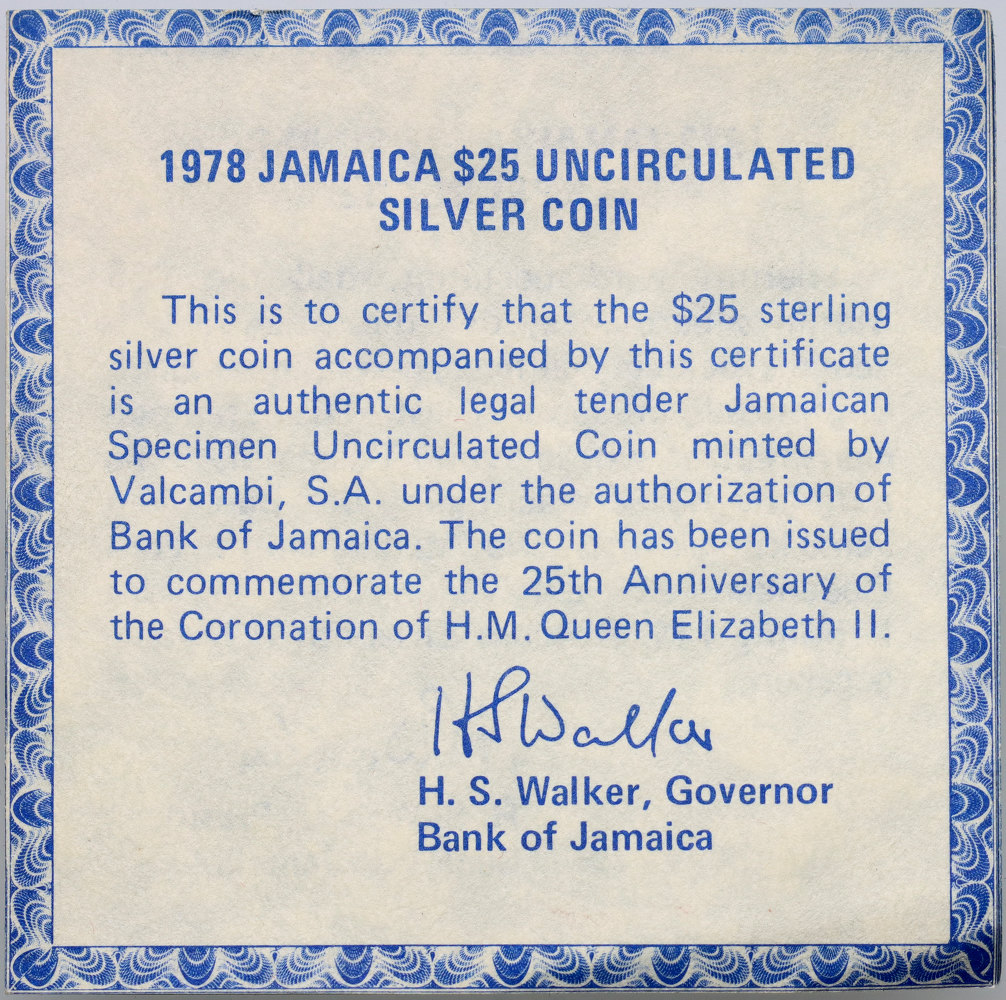 1978 JAMAICA $25 UNCIRCULATED
SILVER COIN
This is to certify that the $25 sterling
silver coin accompanied by this certificate
is an authentic legal tender Jamaican
Specimen Uncirculated Coin minted by
Valcambi, S.A. under the authorization of
Bank of Jamaica. The coin has been issued
to commemorate the 25th Anniversary of
the Coronation of H.M. Queen Elizabeth II.
HSWalker
H. S. Walker, Governor
Bank of Jamaica